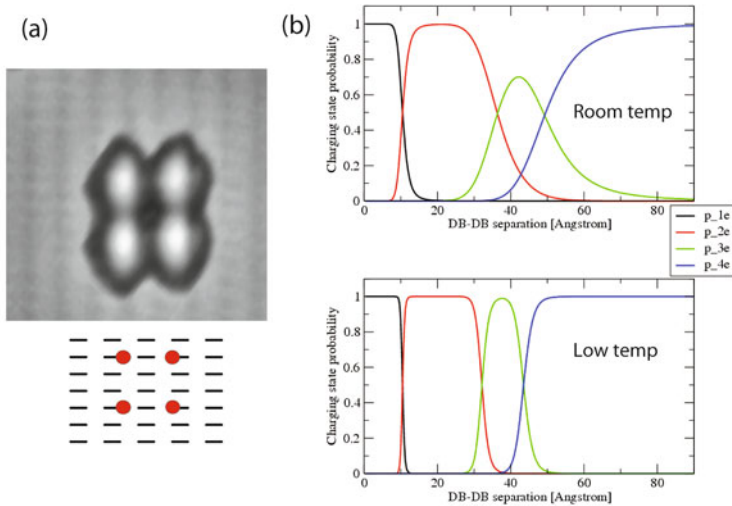 (a)
(b)
Charging state probability
1
0.8
0.6
0.4
0.2
0
Room temp
0
20
40
60
80
DB-DB separation [Angstrom]
p_1e
p_2e
p_3e
p_4e
Charging state probability
1
0.8
0.6
0.4
0.2
0
Low temp
0
20
40
60
80
DB-DB separation [Angstrom]